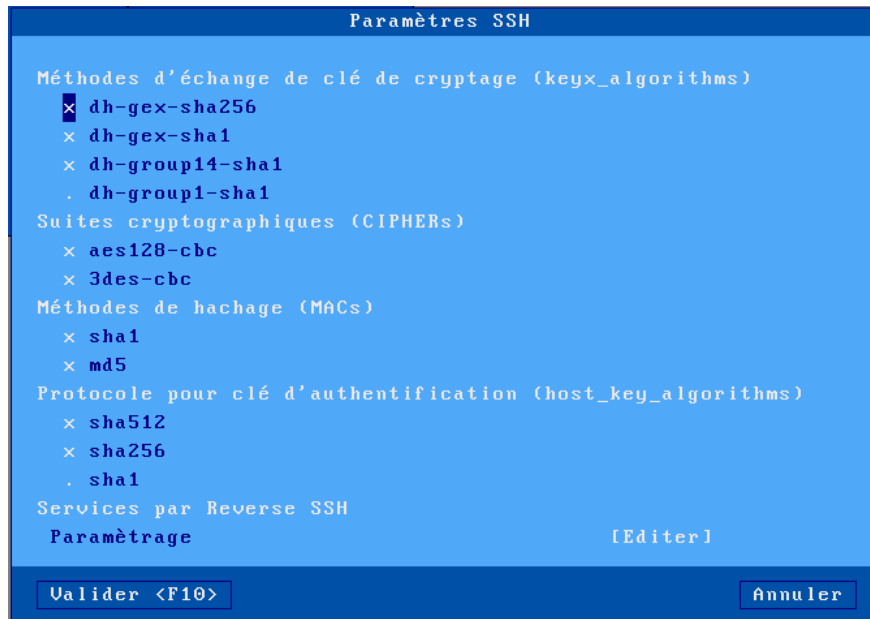 Paramètres SSH
Méthodes d'échange de clé de cryptage (keyx_algorithms)
x dh-gex-sha256
x dh-gex-sha1
x dh-group14-sha1
. dh-group1-sha1
Suites cryptographiques (CIPHERs)
x aes128-cbc
x 3des-cbc
Méthodes de hachage (MACs)
x sha1
x md5
Protocole pour clé d'authentification (host_key_algorithms)
x sha512
x sha256
. sha1
Services par Reverse SSH
Paramètrage [Editer]
Valider <F10> Annuler